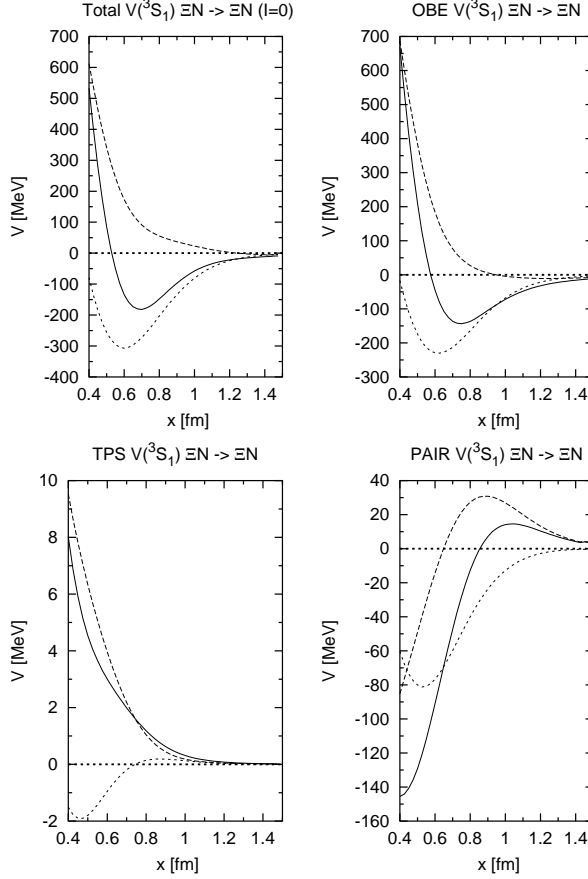 Total V(³S₁) ΞN -> ΞN (I=0)
V [MeV]
700
600
500
400
300
200
100
0
-100
-200
-300
-400
0.4 0.6 0.8 1 1.2 1.4
x [fm]
OBE V(³S₁) ΞN -> ΞN
V [MeV]
700
600
500
400
300
200
100
0
-100
-200
-300
0.4 0.6 0.8 1 1.2 1.4
x [fm]
TPS V(³S₁) ΞN -> ΞN
V [MeV]
10
8
6
4
2
0
-2
0.4 0.6 0.8 1 1.2 1.4
x [fm]
PAIR V(³S₁) ΞN -> ΞN
V [MeV]
40
20
0
-20
-40
-60
-80
-100
-120
-140
-160
0.4 0.6 0.8 1 1.2 1.4
x [fm]